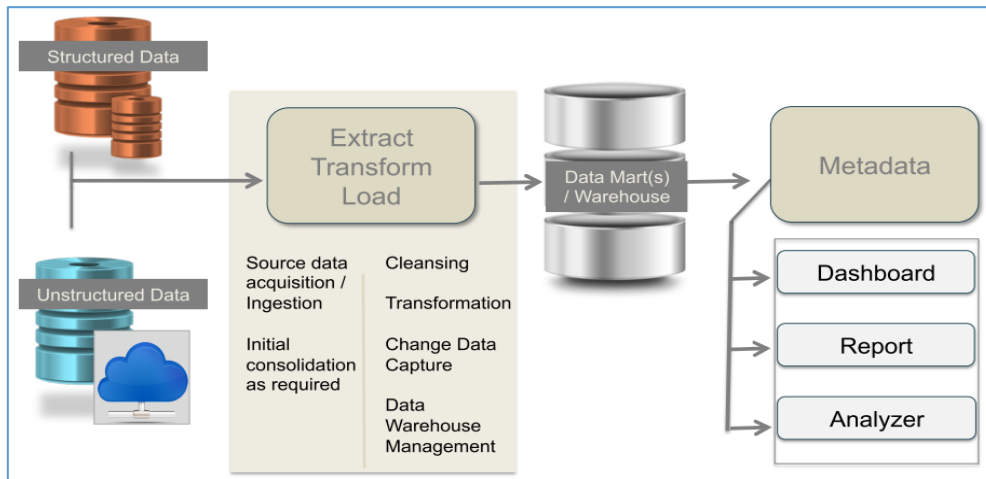 Structured Data
Unstructured Data
Extract
Transform
Load
Source data
acquisition /
Ingestion
Initial
consolidation
as required
Cleansing
Transformation
Change Data
Capture
Data
Warehouse
Management
Data Mart(s)
/ Warehouse
Metadata
Dashboard
Report
Analyzer